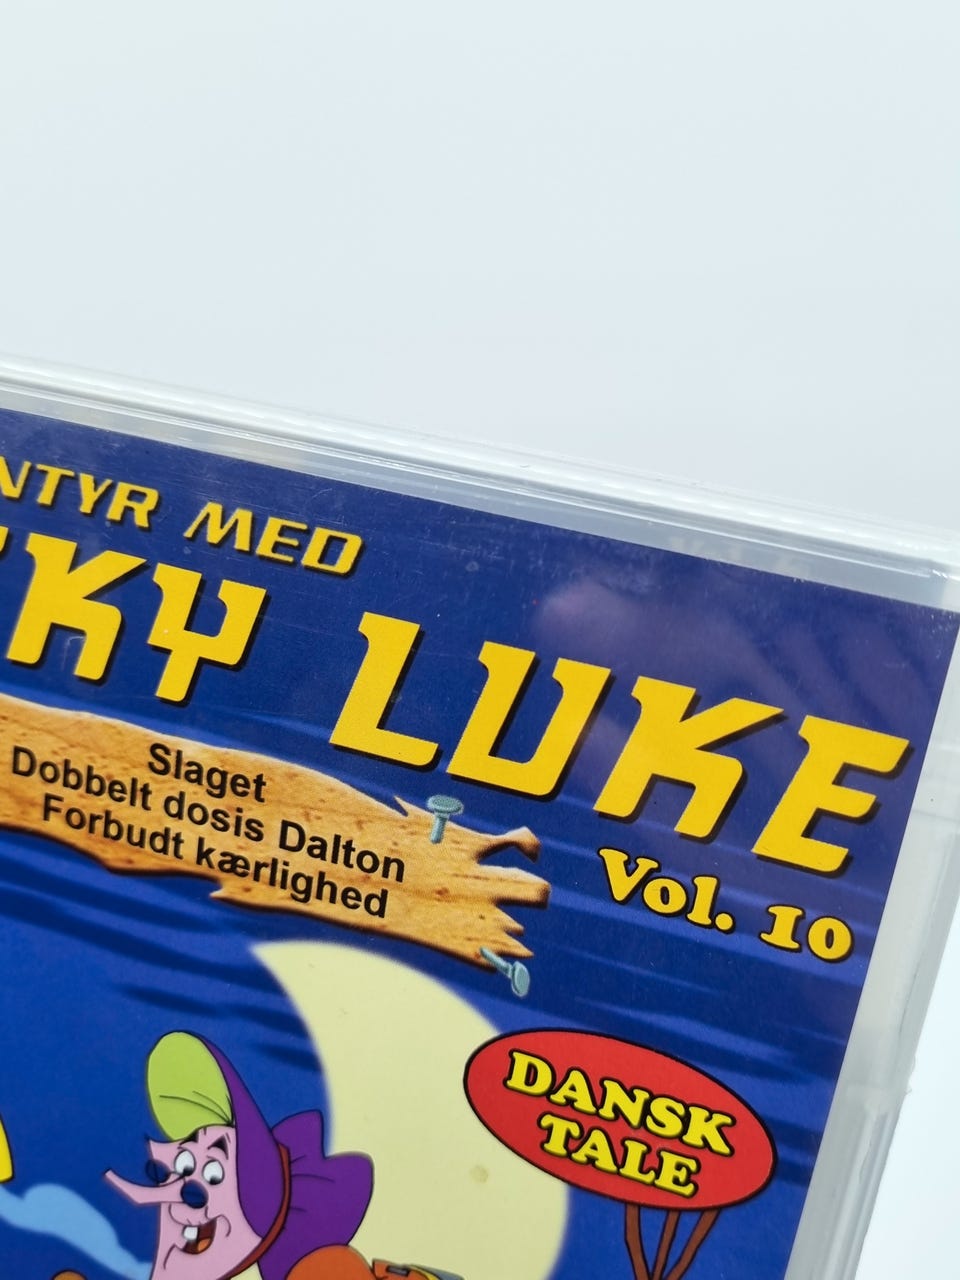 NTYR MED
KY LUKE
Slaget
Dobbelt dosis Dalton
Forbudt kærlighed
Vol. 10
DANSK
TALE